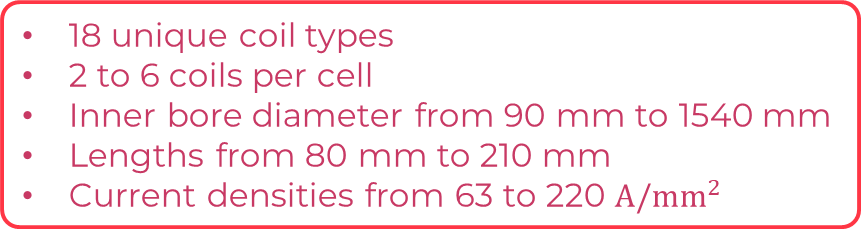 • 18 unique coil types
• 2 to 6 coils per cell
• Inner bore diameter from 90 mm to 1540 mm
• Lengths from 80 mm to 210 mm
• Current densities from 63 to 220 A/mm²